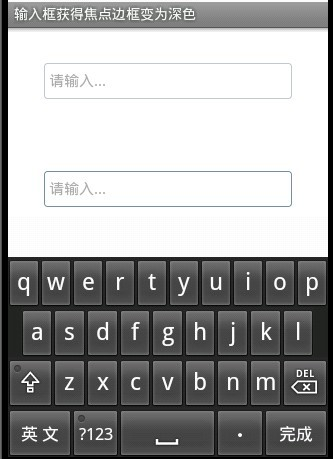 输入框获得焦点边框变为深色
请输入...
请输入...
q w e r t y u i o p
a s d f g h j k l
z x c v b n m DEL
英文 ?123 . 完成